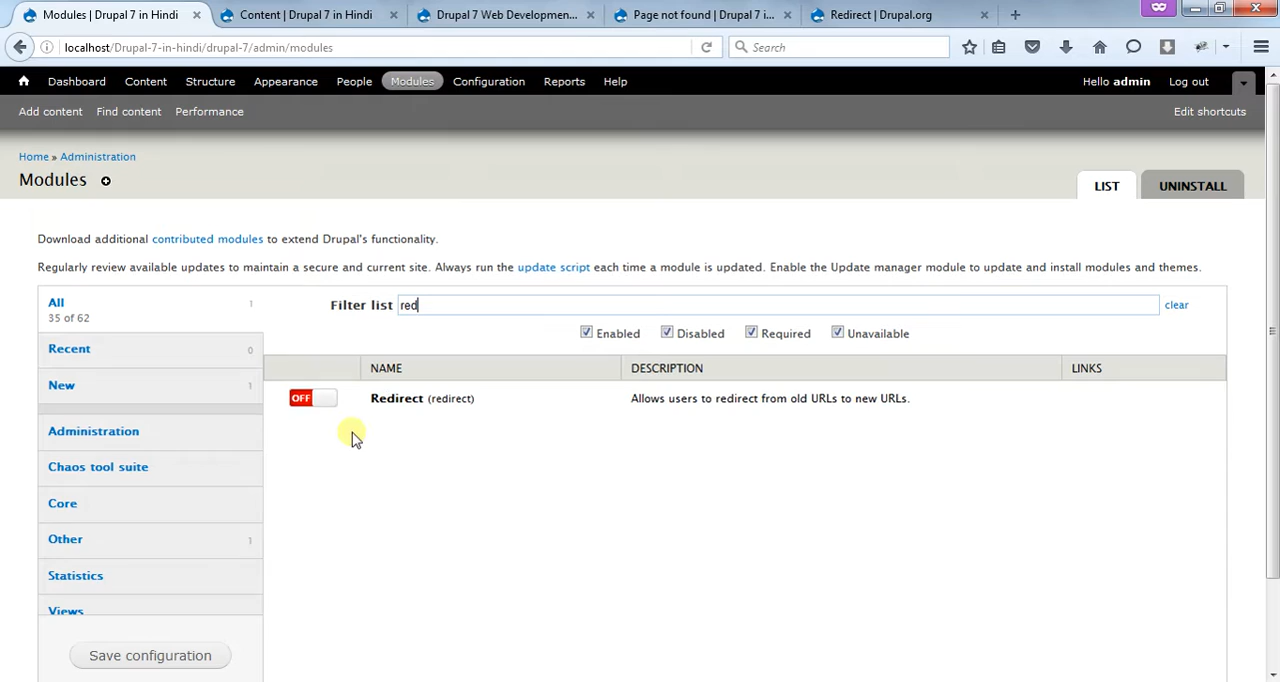 Modules | Drupal 7 in Hindi
Content | Drupal 7 in Hindi
Drupal 7 Web Developmen...
Page not found | Drupal 7 i...
Redirect | Drupal.org
localhost/Drupal-7-in-hindi/drupal-7/admin/modules
Search
Dashboard Content Structure Appearance People Modules Configuration Reports Help
Hello admin Log out
Add content Find content Performance
Edit shortcuts
Home » Administration
Modules
LIST
UNINSTALL
Download additional contributed modules to extend Drupal's functionality.
Regularly review available updates to maintain a secure and current site. Always run the update script each time a module is updated. Enable the Update manager module to update and install modules and themes.
All 1
35 of 62
Recent 0
New 1
Administration
Chaos tool suite
Core
Other 1
Statistics
Views
Save configuration
Filter list red clear
Enabled Disabled Required Unavailable
NAME DESCRIPTION LINKS
OFF Redirect (redirect) Allows users to redirect from old URLs to new URLs.